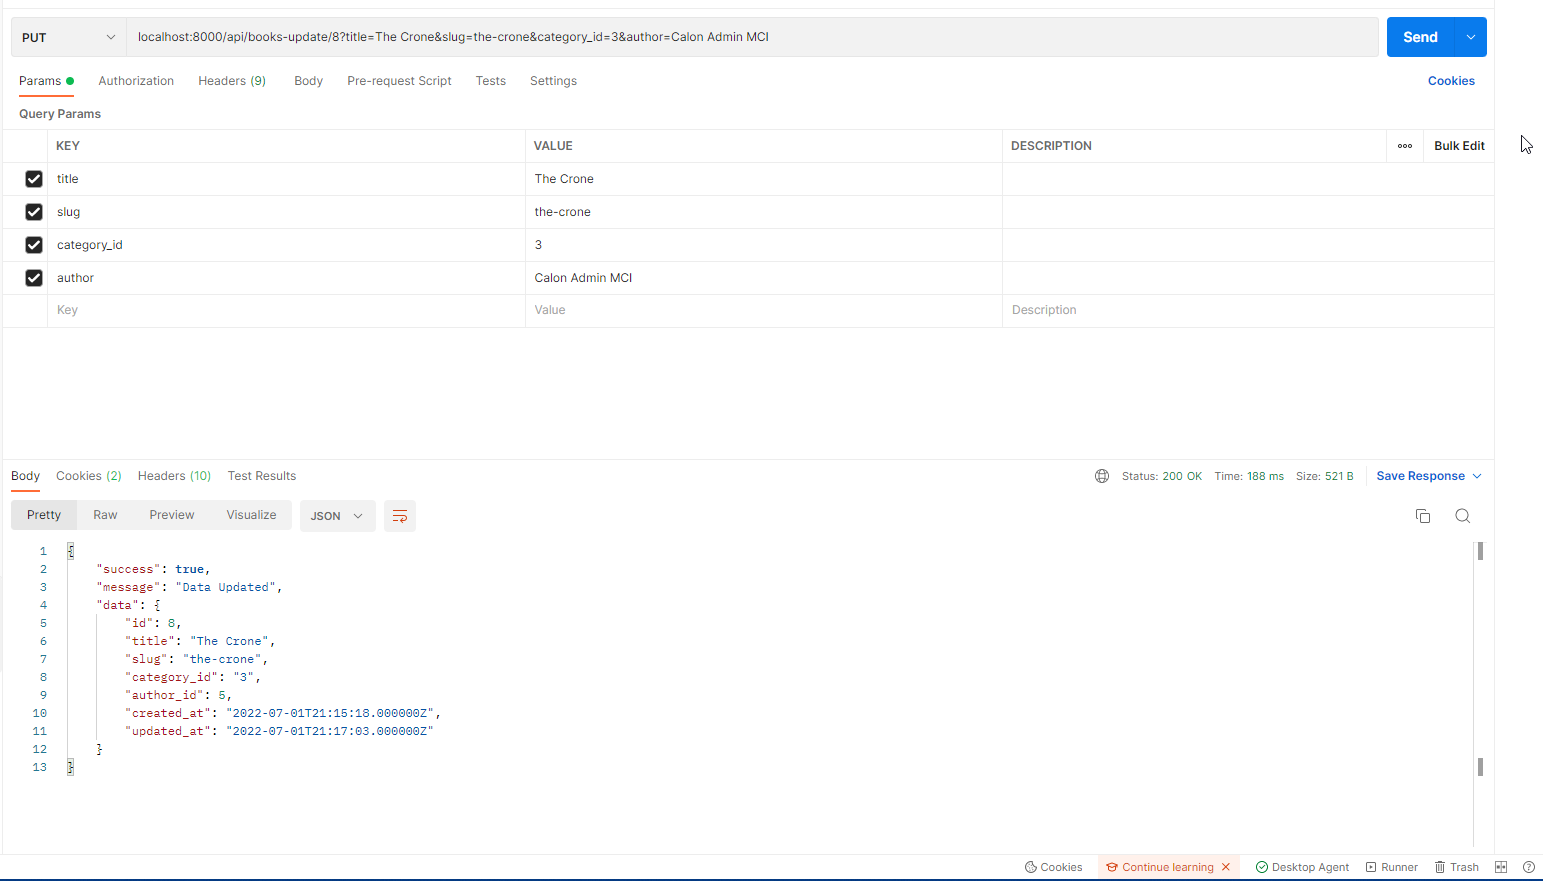 PUT localhost:8000/api/books-update/8?title=The Crone&slug=the-crone&category_id=3&author=Calon Admin MCI Send
Params Authorization Headers (9) Body Pre-request Script Tests Settings Cookies
Query Params
KEY VALUE DESCRIPTION ooo Bulk Edit
title The Crone
slug the-crone
category_id 3
author Calon Admin MCI
Key Value Description
Body Cookies (2) Headers (10) Test Results Status: 200 OK Time: 188 ms Size: 521 B Save Response
Pretty Raw Preview Visualize JSON
1 {
2 "success": true,
3 "message": "Data Updated",
4 "data": {
5 "id": 8,
6 "title": "The Crone",
7 "slug": "the-crone",
8 "category_id": "3",
9 "author_id": 5,
10 "created_at": "2022-07-01T21:15:18.000000Z",
11 "updated_at": "2022-07-01T21:17:03.000000Z"
12 }
13 }
Cookies Continue learning Desktop Agent Runner Trash